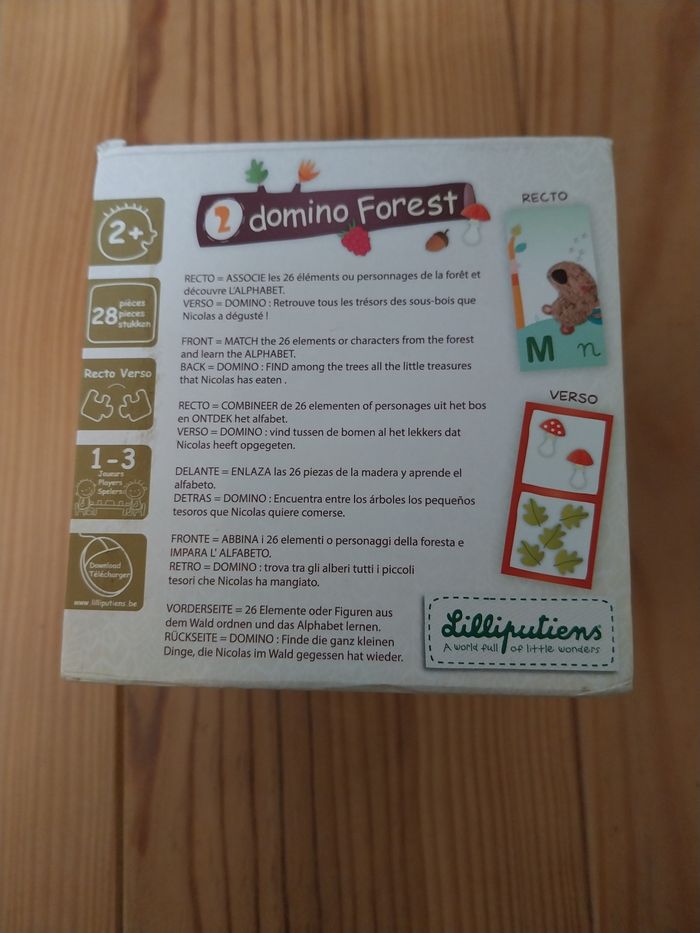 2 domino Forest
RECTO = ASSOCIE les 26 éléments ou personnages de la forêt et
découvre L'ALPHABET.
VERSO = DOMINO : Retrouve tous les trésors des sous-bois que
Nicolas a dégusté !
FRONT = MATCH the 26 elements or characters from the forest
and learn the ALPHABET.
BACK = DOMINO : FIND among the trees all the little treasures
that Nicolas has eaten .
RECTO = COMBINEER de 26 elementen of personages uit het bos
en ONTDEK het alfabet.
VERSO = DOMINO : vind tussen de bomen al het lekkers dat
Nicolas heeft opgegeten.
DELANTE = ENLAZA las 26 piezas de la madera y aprende el
alfabeto.
DETRAS = DOMINO : Encuentra entre los árboles los pequeños
tesoros que Nicolas quiere comerse.
FRONTE = ABBINA i 26 elementi o personaggi della foresta e
IMPARA L' ALFABETO.
RETRO = DOMINO : trova tra gli alberi tutti i piccoli
tesori che Nicolas ha mangiato.
VORDERSEITE = 26 Elemente oder Figuren aus
dem Wald ordnen und das Alphabet lernen.
RÜCKSEITE = DOMINO : Finde die ganz kleinen
Dinge, die Nicolas im Wald gegessen hat wieder.
2+
28 pièces
pieces
stukken
Recto Verso
1-3
Joueurs
Players
Spelers
Download
Télécharger
www.lilliputiens.be
RECTO
M n
VERSO
Lilliputiens
A world full of little wonders